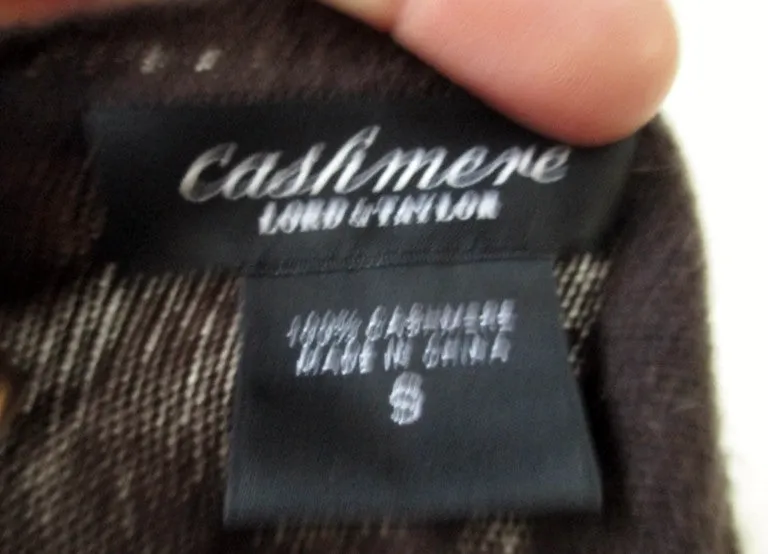 Cashmere
LORD & TAYLOR
100% CASHMERE
MADE IN CHINA
S